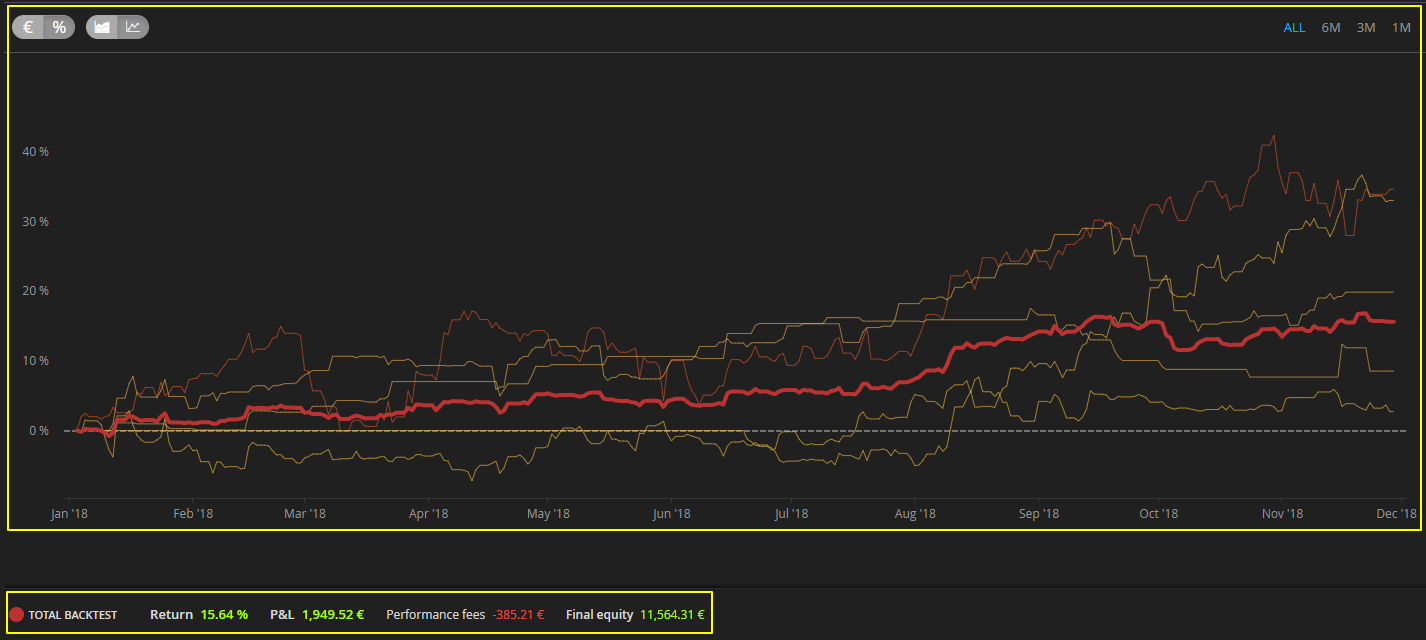 € % ALL 6M 3M 1M
40 %
30 %
20 %
10 %
0 %
Jan '18 Feb '18 Mar '18 Apr '18 May '18 Jun '18 Jul '18 Aug '18 Sep '18 Oct '18 Nov '18 Dec '18
TOTAL BACKTEST Return 15.64 % P&L 1,949.52 € Performance fees -385.21 € Final equity 11,564.31 €